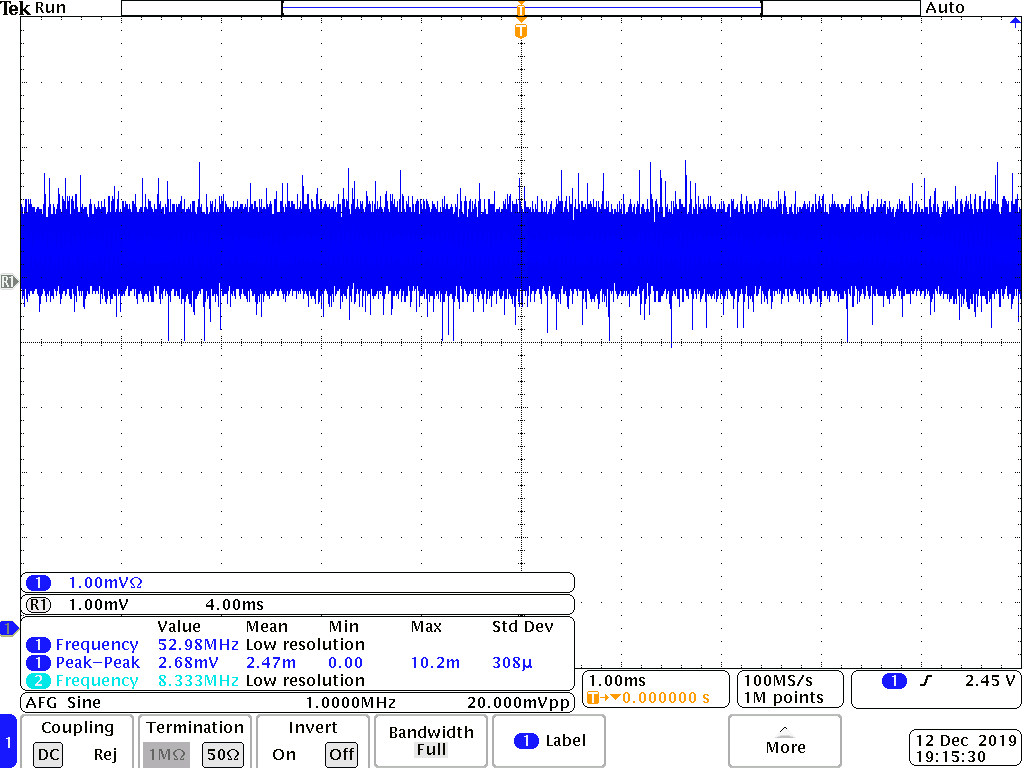 Tek Run Auto
T
T
R1
1 1.00mVΩ
R1 1.00mV 4.00ms
Value Mean Min Max Std Dev
1 Frequency 52.98MHz Low resolution
1 Peak-Peak 2.68mV 2.47m 0.00 10.2m 308µ
2 Frequency 8.333MHz Low resolution
1
AFG Sine 1.0000MHz 20.000mVpp
1.00ms
T→▼0.000000 s
100MS/s
1M points
1 2.45 V
1
Coupling
DC Rej
Termination
1MΩ 50Ω
Invert
On Off
Bandwidth
Full
1 Label
More
12 Dec 2019
19:15:30